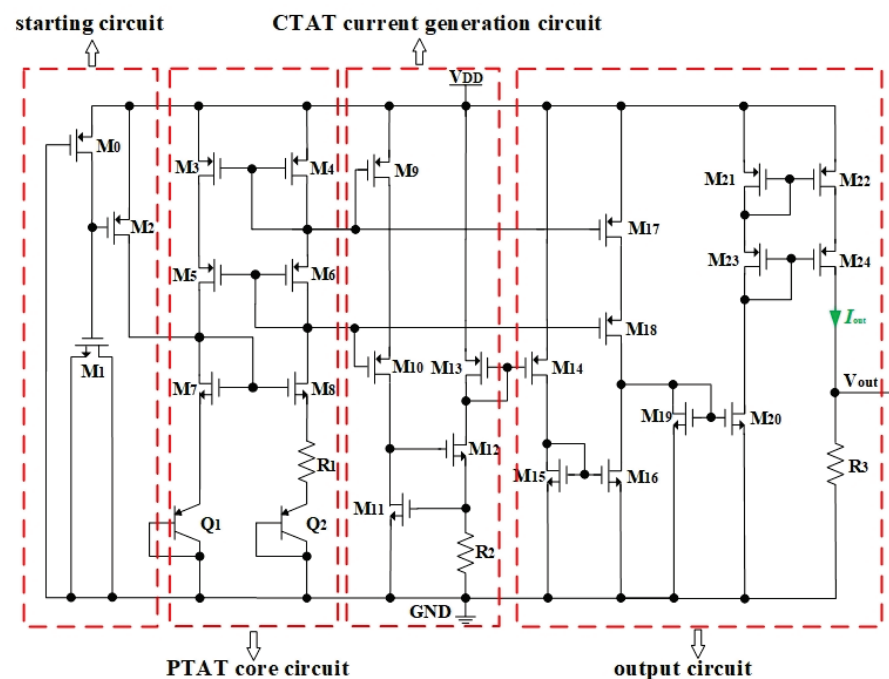 starting circuit
CTAT current generation circuit
VDD
M0
M3
M4
M9
M21
M22
M2
M17
M5
M6
M23
M24
M18
Iout
M1
M7
M8
M10
M13
M14
Vout
M19
M20
M12
R1
M15
M16
R3
M11
Q1
Q2
R2
GND
PTAT core circuit
output circuit